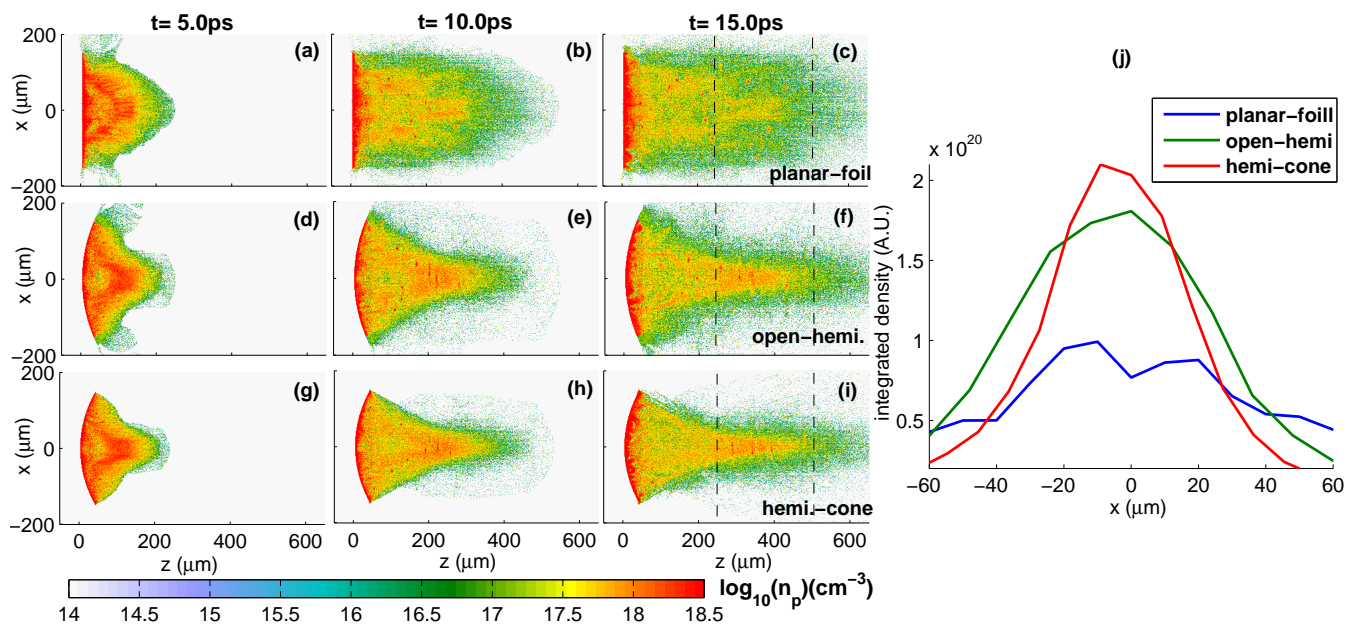 t= 5.0ps
t= 10.0ps
t= 15.0ps
200
0
−200
x (μm)
(a)
(b)
(c)
planar−foil
200
0
−200
x (μm)
(d)
(e)
(f)
open−hemi.
200
0
−200
x (μm)
(g)
(h)
(i)
hemi.−cone
0 200 400 600
0 200 400 600
0 200 400 600
z (μm)
z (μm)
z (μm)
14 14.5 15 15.5 16 16.5 17 17.5 18 18.5
log10(np)(cm−3)
(j)
planar−foill
open−hemi
hemi−cone
x 10^20
2
1.5
1
0.5
integrated density (A.U.)
−60 −40 −20 0 20 40 60
x (μm)